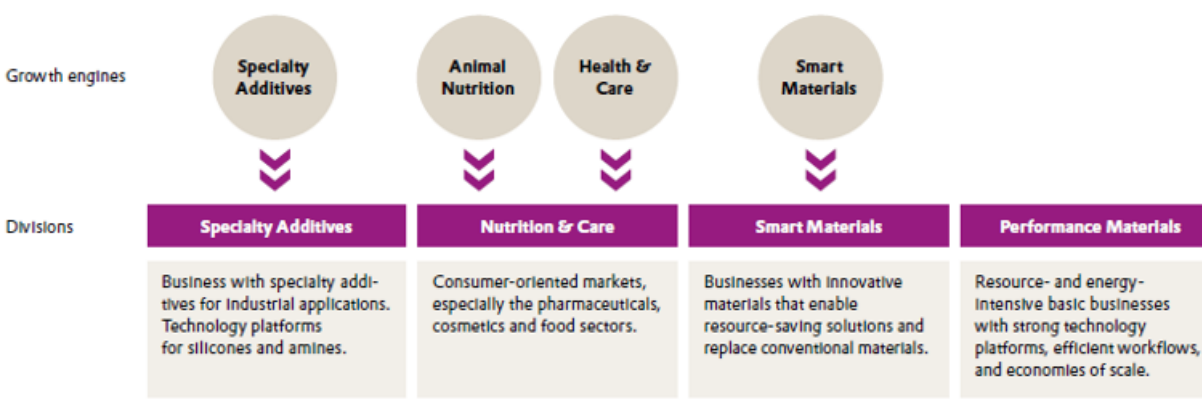 Growth engines
Specialty
Additives
Animal
Nutrition
Health &
Care
Smart
Materials
Divisions
Specialty Additives
Nutrition & Care
Smart Materials
Performance Materials
Business with specialty addi-
tives for industrial applications.
Technology platforms
for silicones and amines.
Consumer-oriented markets,
especially the pharmaceuticals,
cosmetics and food sectors.
Businesses with innovative
materials that enable
resource-saving solutions and
replace conventional materials.
Resource- and energy-
intensive basic businesses
with strong technology
platforms, efficient workflows,
and economies of scale.